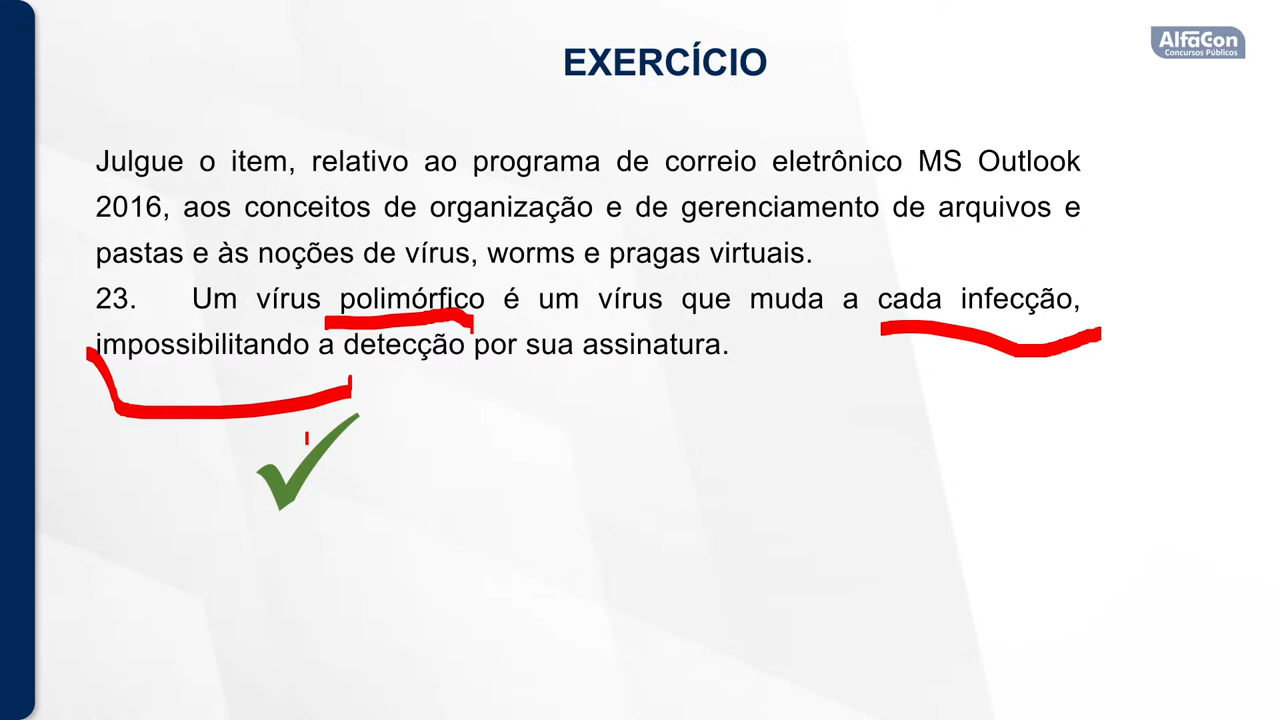 AlfaCon
Concursos Públicos
EXERCÍCIO
Julgue o item, relativo ao programa de correio eletrônico MS Outlook
2016, aos conceitos de organização e de gerenciamento de arquivos e
pastas e às noções de vírus, worms e pragas virtuais.
23. Um vírus polimórfico é um vírus que muda a cada infecção,
impossibilitando a detecção por sua assinatura.